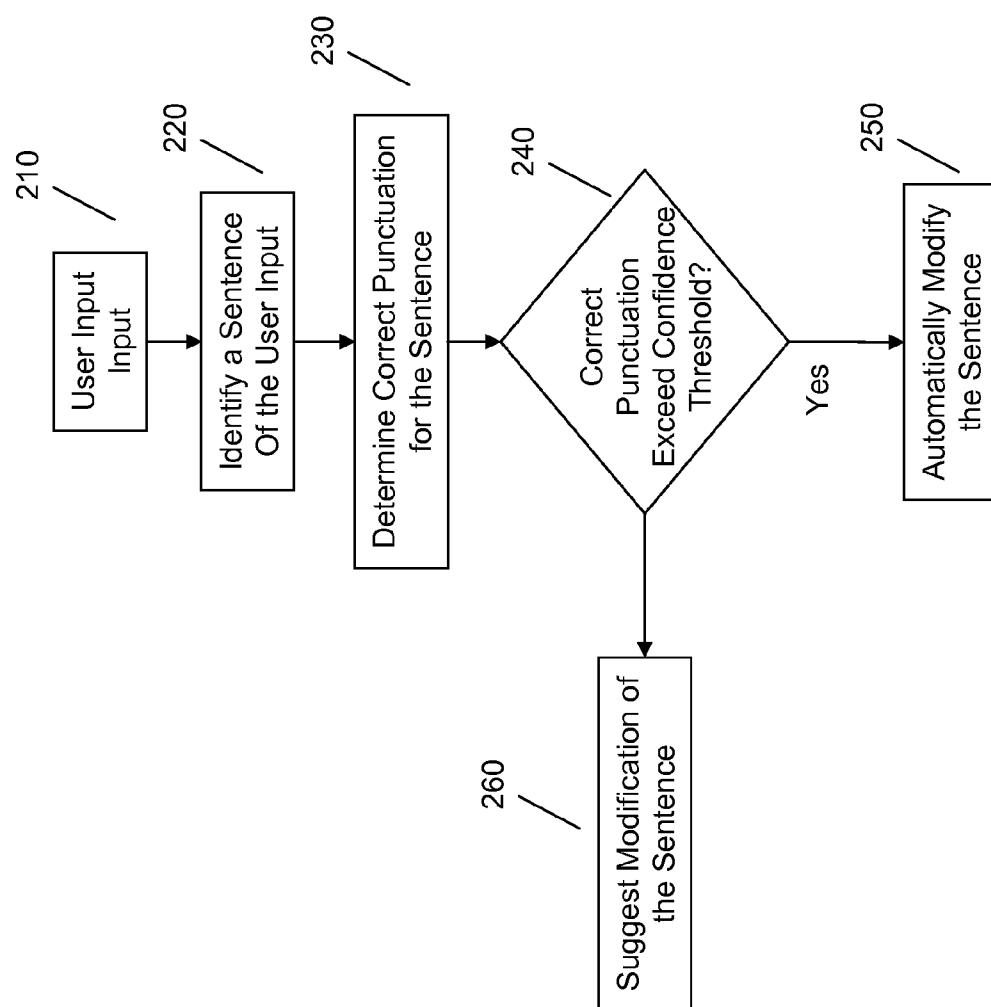 210
User Input
Input
220
Identify a Sentence
Of the User Input
230
Determine Correct Punctuation
for the Sentence
240
Correct
Punctuation
Exceed Confidence
Threshold?
Yes
250
Automatically Modify
the Sentence
260
Suggest Modification of
the Sentence